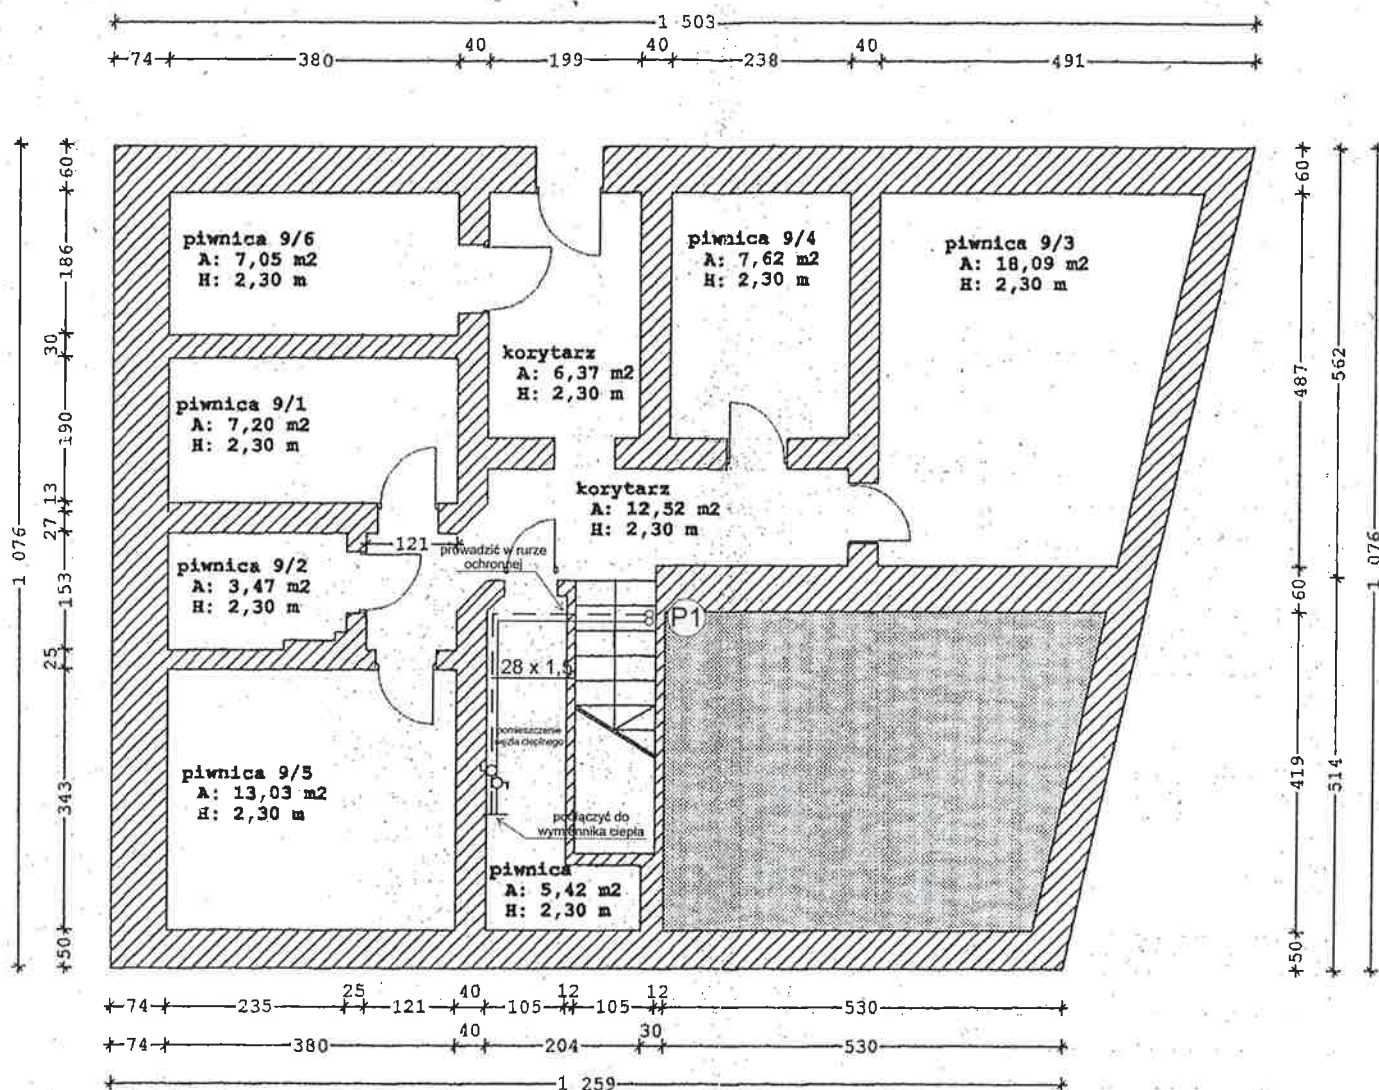 1 503
40 40 40
74 380 199 238 491
piwnica 9/6
A: 7,05 m2
H: 2,30 m
piwnica 9/4
A: 7,62 m2
H: 2,30 m
piwnica 9/3
A: 18,09 m2
H: 2,30 m
korytarz
A: 6,37 m2
H: 2,30 m
piwnica 9/1
A: 7,20 m2
H: 2,30 m
korytarz
A: 12,52 m2
H: 2,30 m
121
prowadzić w rurze
ochronnej
piwnica 9/2
A: 3,47 m2
H: 2,30 m
P1
28 x 1,5
pomieszczenie
węzła cieplnego
piwnica 9/5
A: 13,03 m2
H: 2,30 m
podłączyć do
wymiennika ciepła
piwnica
A: 5,42 m2
H: 2,30 m
1 076
60
186
30
190
13
27
153
25
343
50
60
487
60
419
50
562
514
1 076
25 40 12 12
74 235 121 105 105 530
40 30
74 380 204 530
1 259